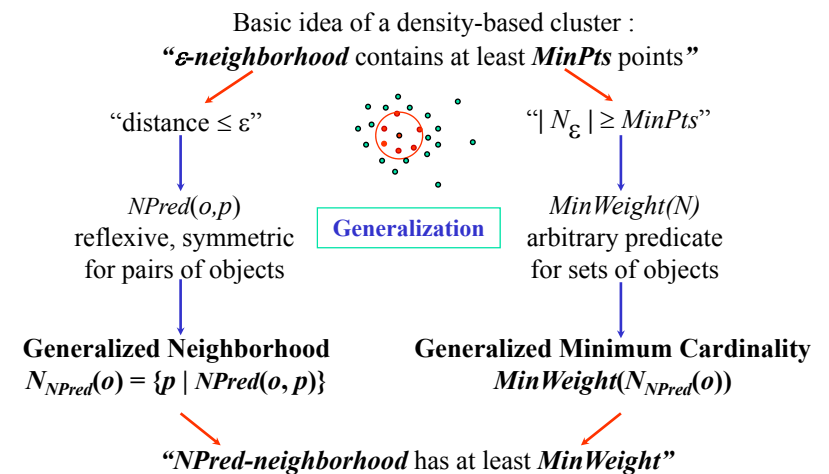 Basic idea of a density-based cluster :
“ε-neighborhood contains at least MinPts points”
“distance ≤ ε”
“| Nε | ≥ MinPts”
NPred(o,p)
reflexive, symmetric
for pairs of objects
Generalization
MinWeight(N)
arbitrary predicate
for sets of objects
Generalized Neighborhood
N_NPred(o) = {p | NPred(o, p)}
Generalized Minimum Cardinality
MinWeight(N_NPred(o))
“NPred-neighborhood has at least MinWeight”